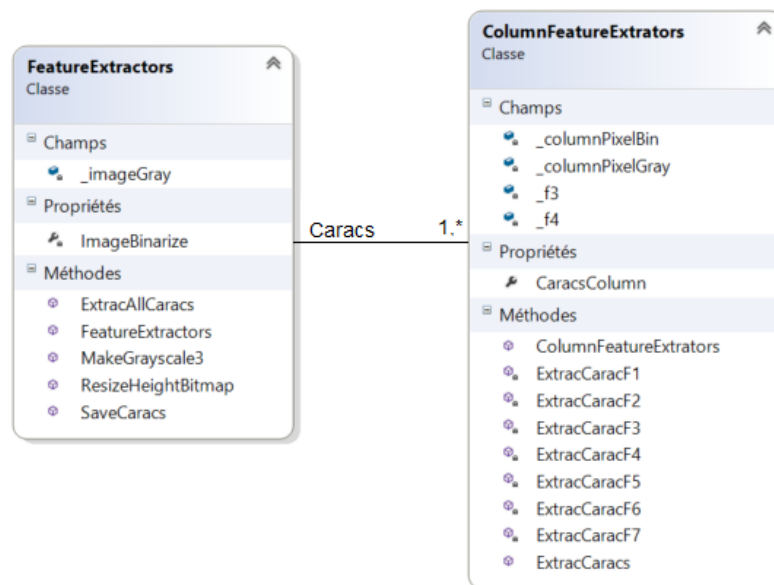 FeatureExtractors
Classe
Champs
_imageGray
Propriétés
ImageBinarize
Méthodes
ExtracAllCaracs
FeatureExtractors
MakeGrayscale3
ResizeHeightBitmap
SaveCaracs
Caracs
1.*
ColumnFeatureExtrators
Classe
Champs
_columnPixelBin
_columnPixelGray
_f3
_f4
Propriétés
CaracsColumn
Méthodes
ColumnFeatureExtrators
ExtracCaracF1
ExtracCaracF2
ExtracCaracF3
ExtracCaracF4
ExtracCaracF5
ExtracCaracF6
ExtracCaracF7
ExtracCaracs